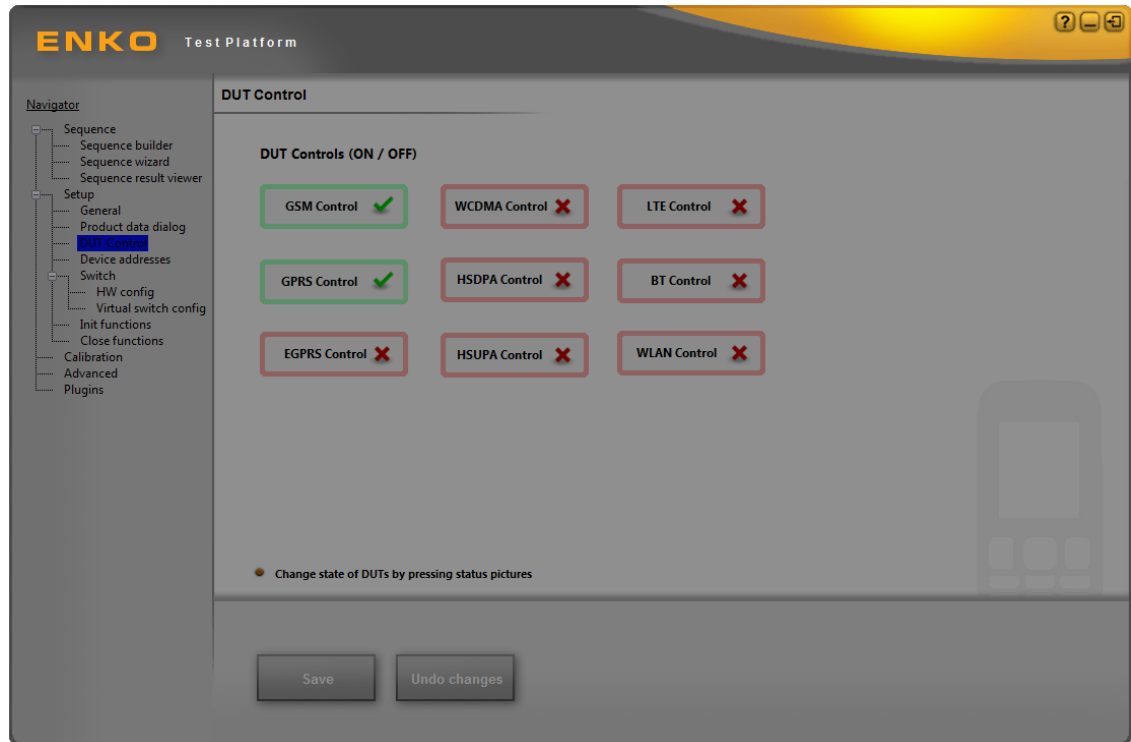 ENKO Test Platform
?
Navigator
Sequence
Sequence builder
Sequence wizard
Sequence result viewer
Setup
General
Product data dialog
DUT Control
Device addresses
Switch
HW config
Virtual switch config
Init functions
Close functions
Calibration
Advanced
Plugins
DUT Control
DUT Controls (ON / OFF)
GSM Control
WCDMA Control
LTE Control
GPRS Control
HSDPA Control
BT Control
EGPRS Control
HSUPA Control
WLAN Control
Change state of DUTs by pressing status pictures
Save
Undo changes